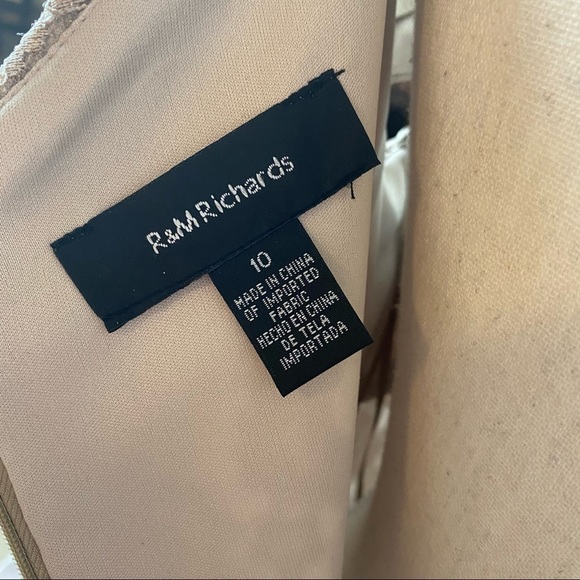 R&M Richards
10
MADE IN CHINA
OF IMPORTED
FABRIC
HECHO EN CHINA
DE TELA
IMPORTADA